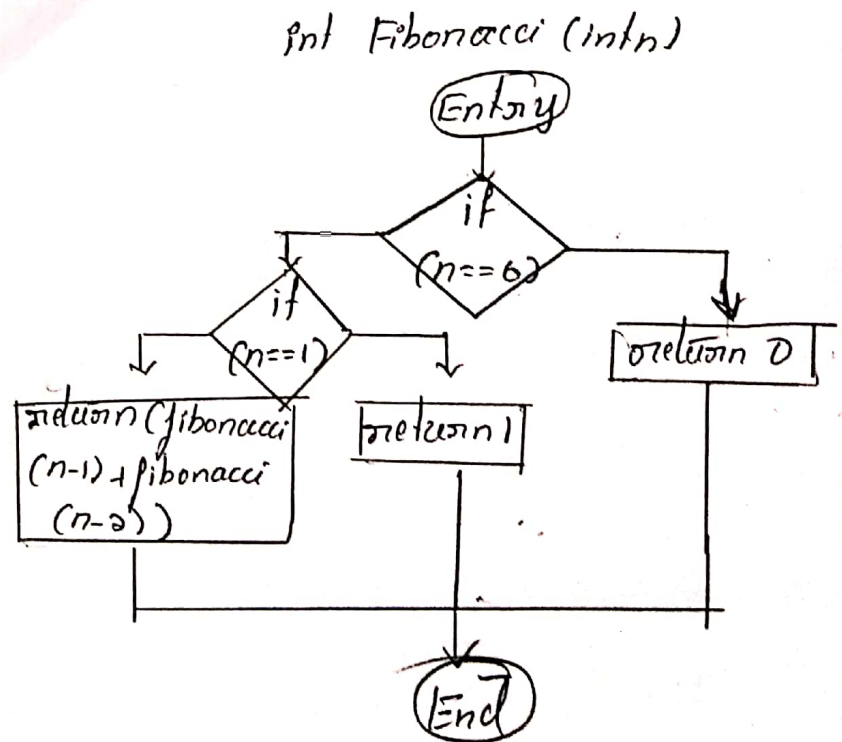 int Fibonacci (int n)
Entry
if
(n==0)
if
(n==1)
return 0
return (fibonacci
(n-1) + fibonacci
(n-2))
return 1
End